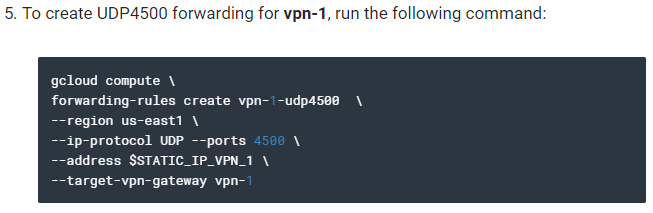 5. To create UDP4500 forwarding for vpn-1, run the following command:
gcloud compute \
forwarding-rules create vpn-1-udp4500  \
--region us-east1 \
--ip-protocol UDP --ports 4500 \
--address $STATIC_IP_VPN_1 \
--target-vpn-gateway vpn-1